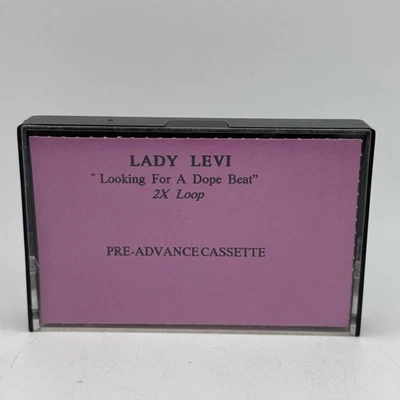 LADY LEVI
"Looking For A Dope Beat"
2X Loop
PRE-ADVANCE CASSETTE